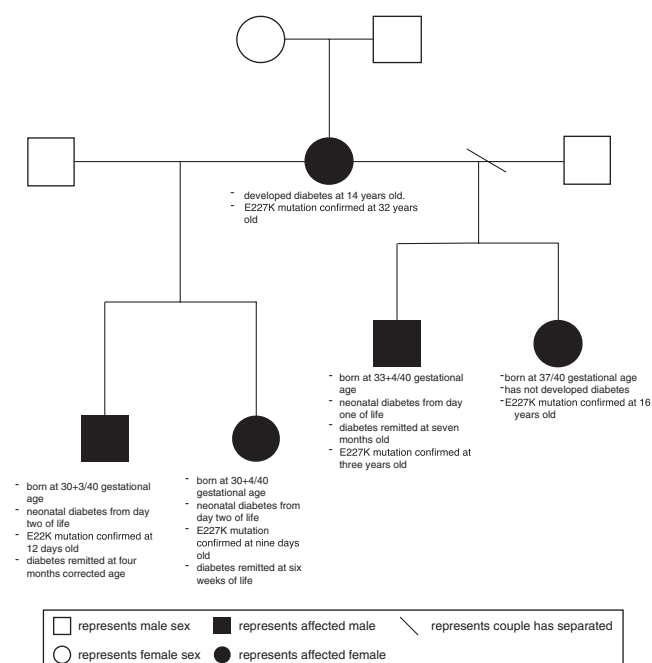 - developed diabetes at 14 years old.
- E227K mutation confirmed at 32 years
old
- born at 33+4/40 gestational
age
- neonatal diabetes from day
one of life
- diabetes remitted at seven
months old
- E227K mutation confirmed at
three years old
-born at 37/40 gestational age
-has not developed diabetes
-E227K mutation confirmed at 16
years old
- born at 30+3/40 gestational
age
- neonatal diabetes from day
two of life
- E22K mutation confirmed at
12 days old
- diabetes remitted at four
months corrected age
- born at 30+4/40
gestational age
- neonatal diabetes from
day two of life
- E227K mutation
confirmed at nine days
old
- diabetes remitted at six
weeks of life
represents male sex represents affected male represents couple has separated
represents female sex represents affected female